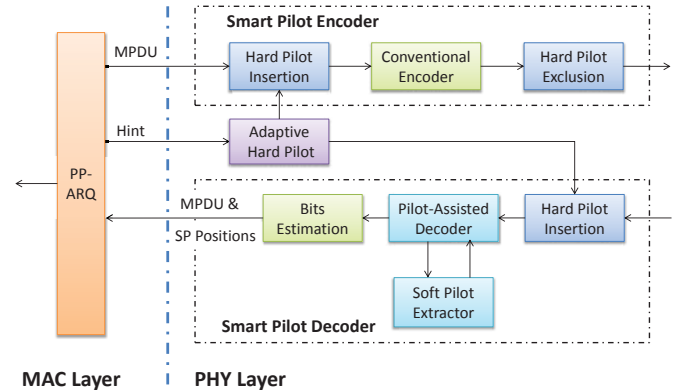 Smart Pilot Encoder
MPDU
Hard Pilot
Insertion
Conventional
Encoder
Hard Pilot
Exclusion
Hint
Adaptive
Hard Pilot
PP-
ARQ
MPDU &
SP Positions
Bits
Estimation
Pilot-Assisted
Decoder
Hard Pilot
Insertion
Soft Pilot
Extractor
Smart Pilot Decoder
MAC Layer
PHY Layer